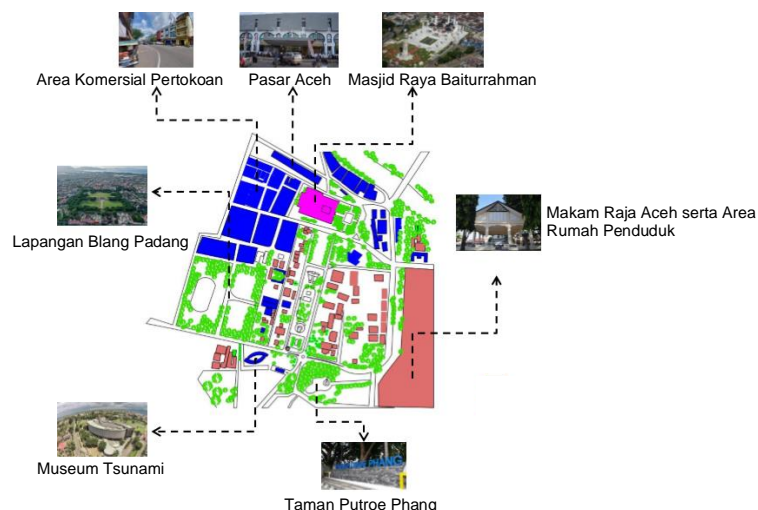 Area Komersial Pertokoan
Pasar Aceh
Masjid Raya Baiturrahman
Lapangan Blang Padang
Makam Raja Aceh serta Area
Rumah Penduduk
Museum Tsunami
Taman Putroe Phang